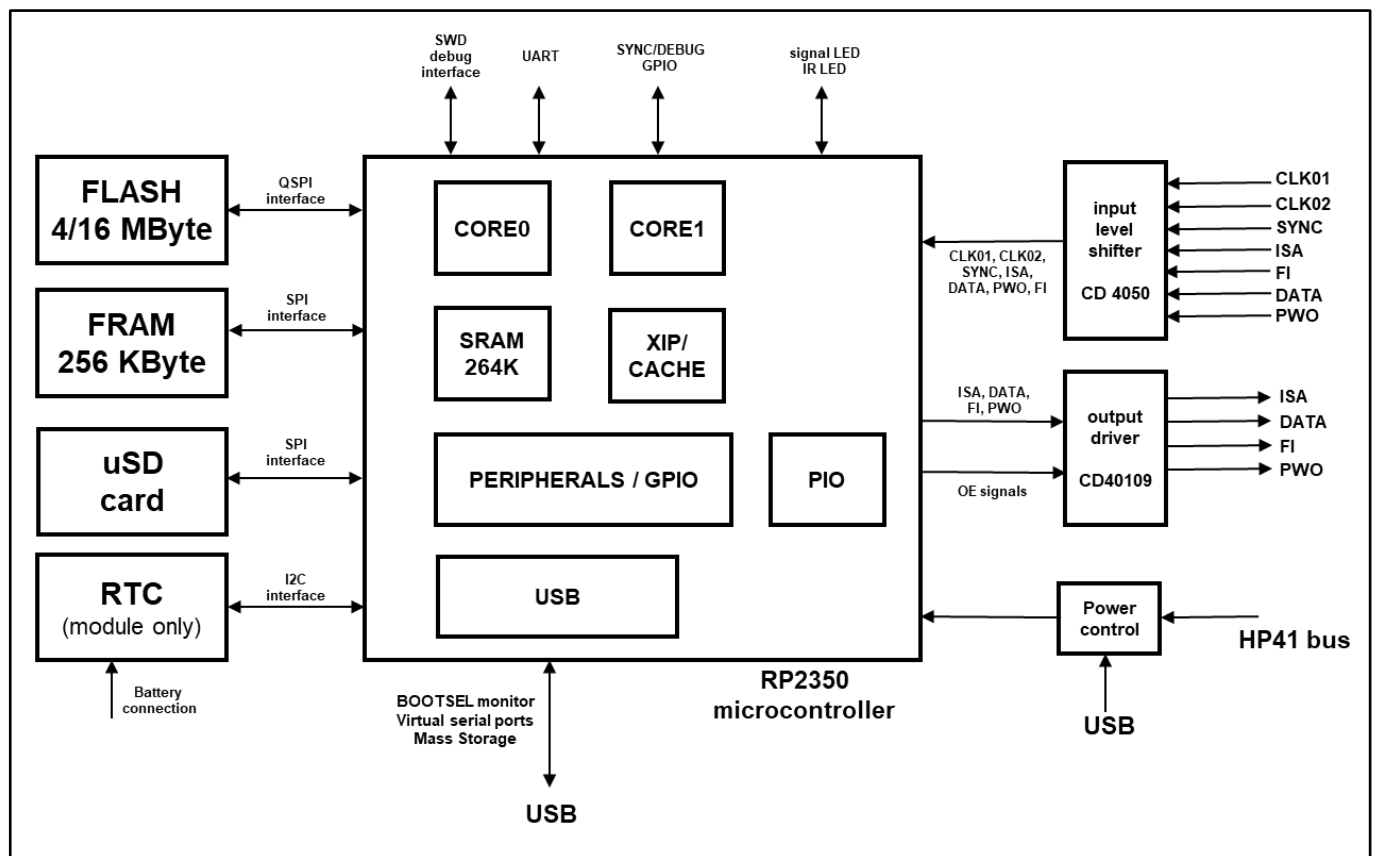 SWD
debug
interface
UART
SYNC/DEBUG
GPIO
signal LED
IR LED
FLASH
4/16 MByte
QSPI
interface
FRAM
256 KByte
SPI
interface
uSD
card
SPI
interface
RTC
(module only)
I2C
interface
Battery
connection
CORE0
CORE1
SRAM
264K
XIP/
CACHE
PERIPHERALS / GPIO
PIO
USB
RP2350
microcontroller
BOOTSEL monitor
Virtual serial ports
Mass Storage
USB
CLK01, CLK02,
SYNC, ISA,
DATA, PWO, FI
input
level
shifter
CD 4050
CLK01
CLK02
SYNC
ISA
FI
DATA
PWO
ISA, DATA,
FI, PWO
OE signals
output
driver
CD40109
ISA
DATA
FI
PWO
Power
control
HP41 bus
USB